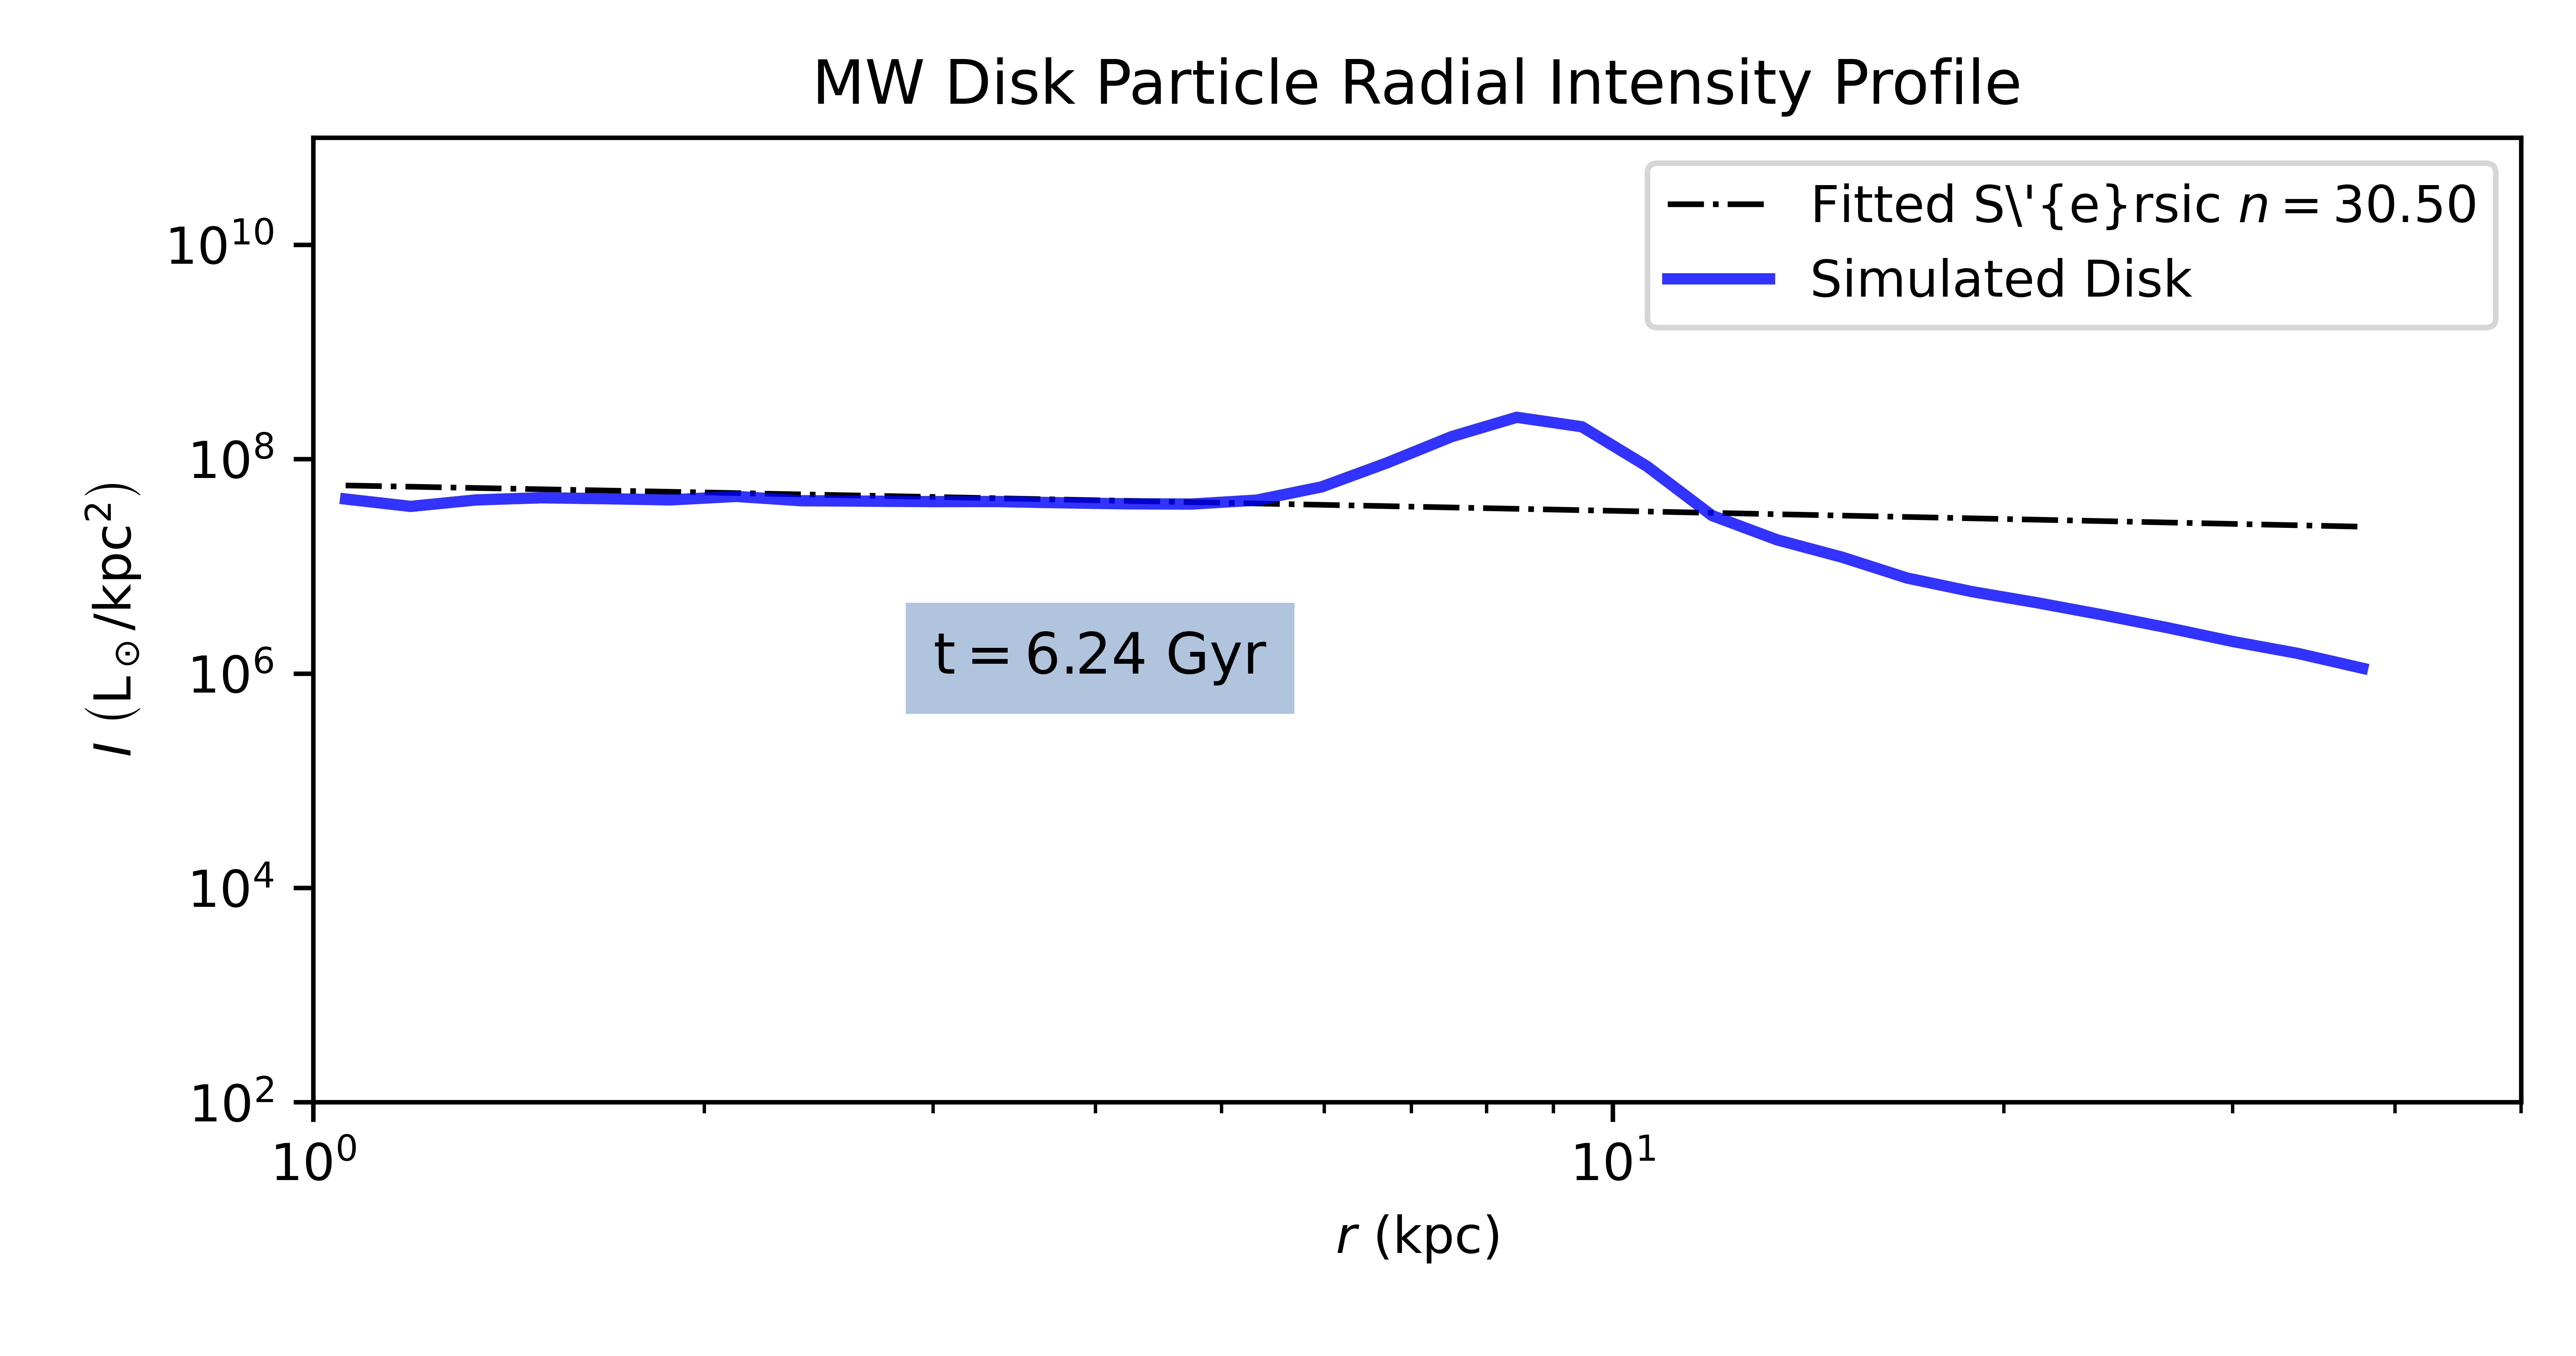 MW Disk Particle Radial Intensity Profile
Fitted S\'{e}rsic n = 30.50
Simulated Disk
10^10
10^8
10^6
10^4
10^2
I (L_⊙/kpc^2)
t = 6.24 Gyr
10^0
10^1
r (kpc)